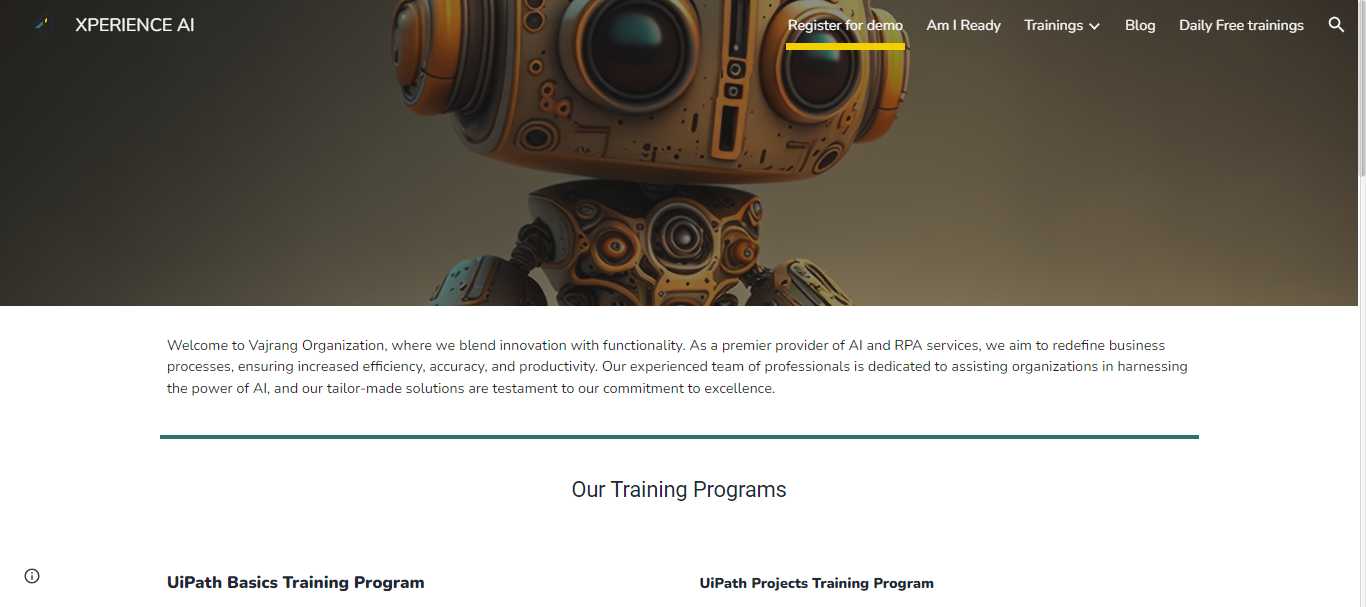 XPERIENCE AI
Register for demo
Am I Ready
Trainings
Blog
Daily Free trainings
Welcome to Vajrang Organization, where we blend innovation with functionality. As a premier provider of AI and RPA services, we aim to redefine business
processes, ensuring increased efficiency, accuracy, and productivity. Our experienced team of professionals is dedicated to assisting organizations in harnessing
the power of AI, and our tailor-made solutions are testament to our commitment to excellence.
Our Training Programs
UiPath Basics Training Program
UiPath Projects Training Program